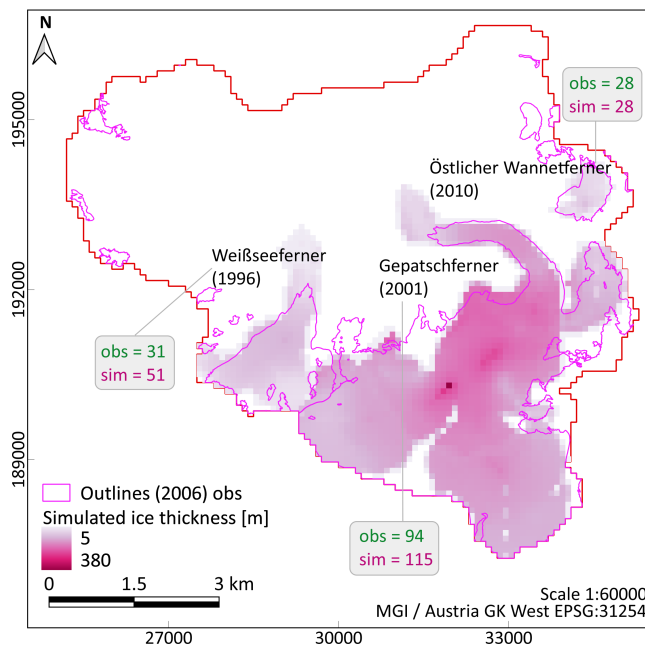 N
195000
192000
189000
obs = 28
sim = 28
Östlicher Wannetferner
(2010)
Weißseeferner
(1996)
Gepatschferner
(2001)
obs = 31
sim = 51
obs = 94
sim = 115
Outlines (2006) obs
Simulated ice thickness [m]
5
380
0 1.5 3 km
Scale 1:60000
MGI / Austria GK West EPSG:31254
27000 30000 33000